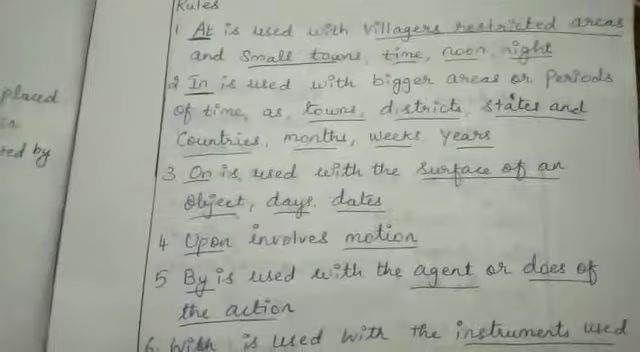 Rules
1 At is used with villagers restricted areas
and small towns, time, noon, night
2 In is used with bigger areas or Periods
placed
of time, as, towns, districts, states and
in
Countries, months, weeks years
ted by
3 On is used with the surface of an
object, days, dates
4 Upon involves motion
5 By is used with the agent or does of
the action
6. With is used with the instruments used